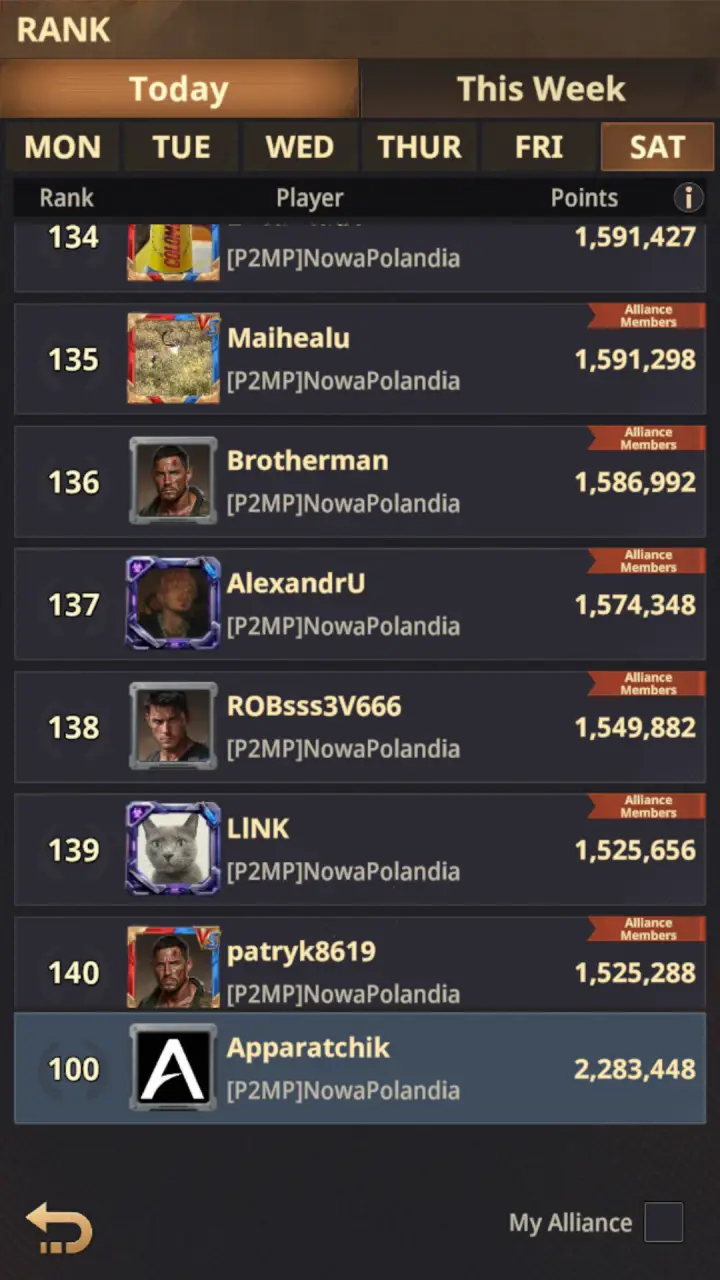 RANK
Today
This Week
MON
TUE
WED
THUR
FRI
SAT
Rank
Player
Points
134
COLOM
[P2MP]NowaPolandia
1,591,427
135
Maihealu
[P2MP]NowaPolandia
Alliance
Members
1,591,298
136
Brotherman
[P2MP]NowaPolandia
Alliance
Members
1,586,992
137
AlexandrU
[P2MP]NowaPolandia
Alliance
Members
1,574,348
138
ROBsss3V666
[P2MP]NowaPolandia
Alliance
Members
1,549,882
139
LINK
[P2MP]NowaPolandia
Alliance
Members
1,525,656
140
patryk8619
[P2MP]NowaPolandia
Alliance
Members
1,525,288
100
Apparatchik
[P2MP]NowaPolandia
2,283,448
My Alliance